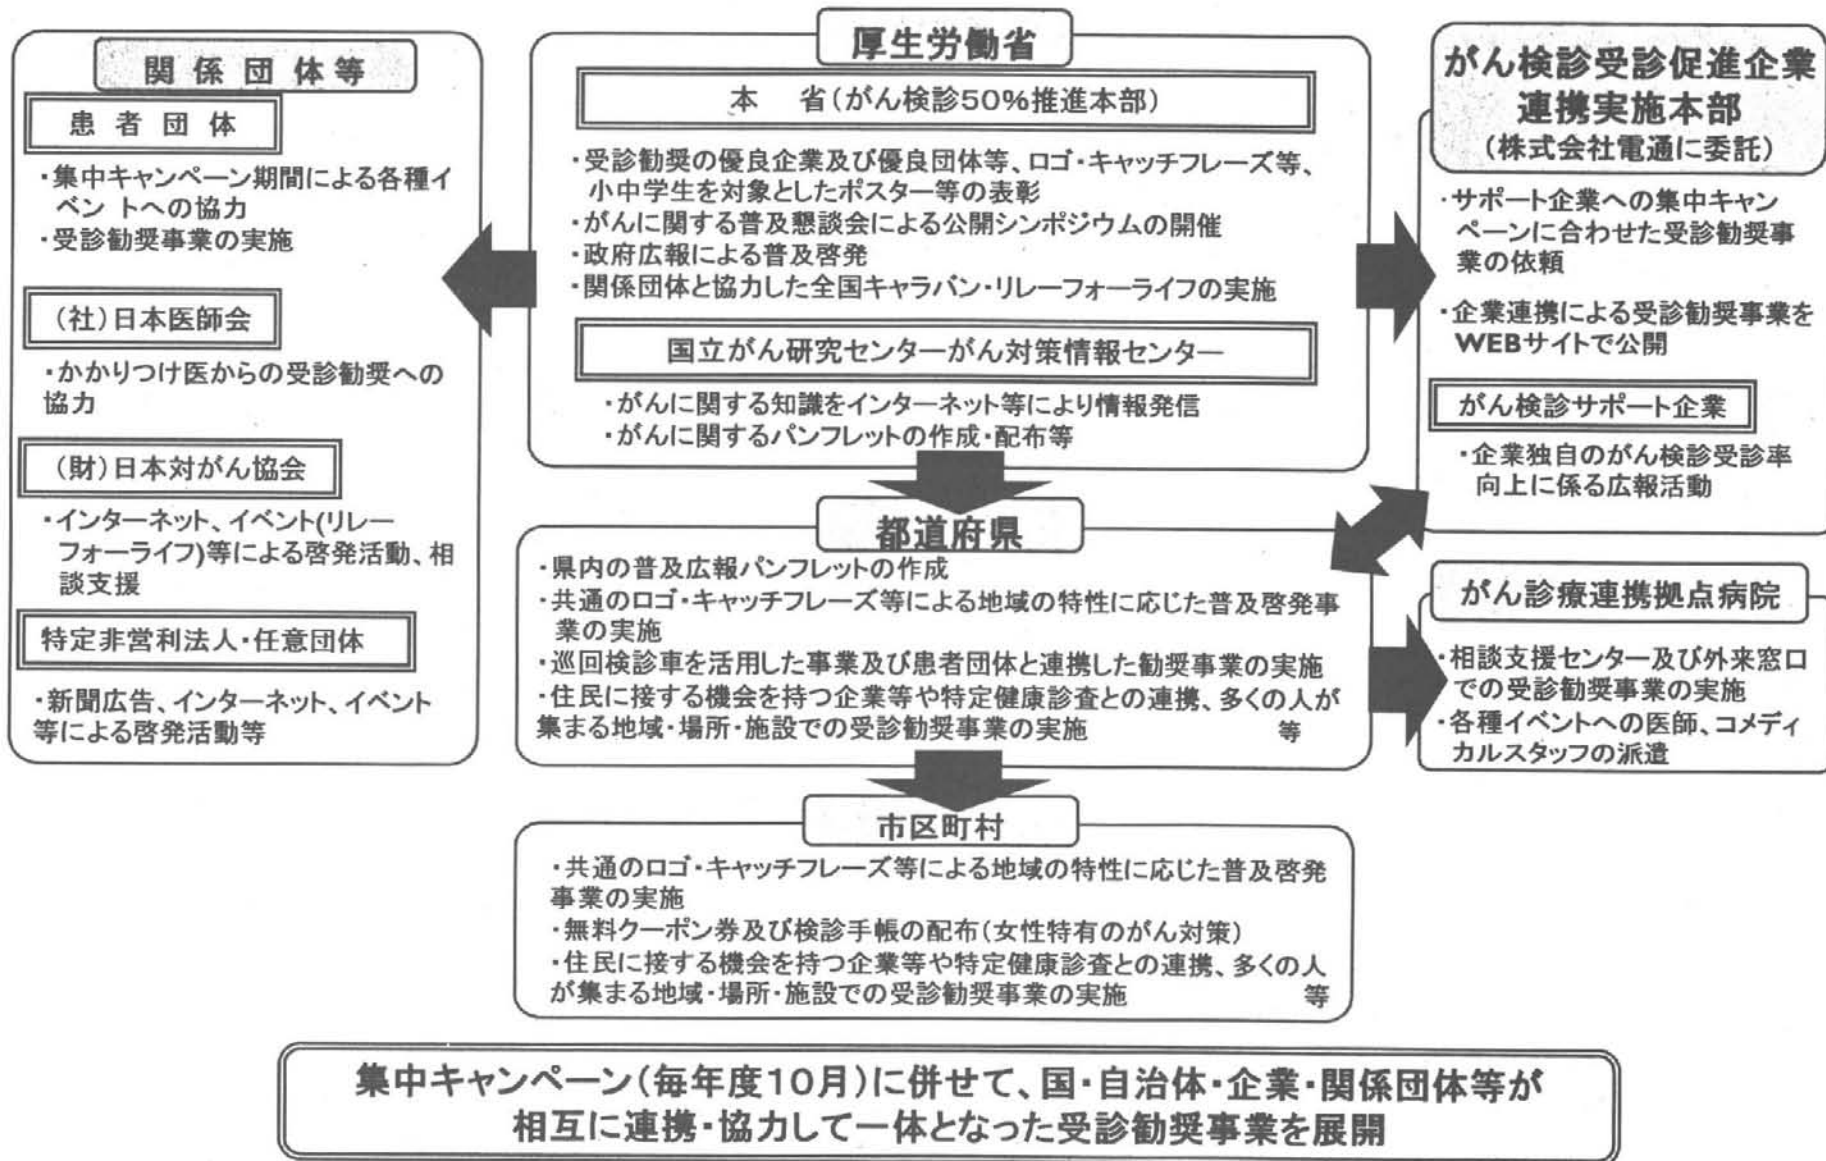 関係団体等
患者団体
・集中キャンペーン期間による各種イ
ベントへの協力
・受診勧奨事業の実施
(社)日本医師会
・かかりつけ医からの受診勧奨への
協力
(財)日本対がん協会
・インターネット、イベント(リレー
フォーライフ)等による啓発活動、相
談支援
特定非営利法人・任意団体
・新聞広告、インターネット、イベント
等による啓発活動等
厚生労働省
本　省(がん検診50%推進本部)
・受診勧奨の優良企業及び優良団体等、ロゴ・キャッチフレーズ等、
小中学生を対象としたポスター等の表彰
・がんに関する普及懇談会による公開シンポジウムの開催
・政府広報による普及啓発
・関係団体と協力した全国キャラバン・リレーフォーライフの実施
国立がん研究センターがん対策情報センター
・がんに関する知識をインターネット等により情報発信
・がんに関するパンフレットの作成・配布等
都道府県
・県内の普及広報パンフレットの作成
・共通のロゴ・キャッチフレーズ等による地域の特性に応じた普及啓発事
業の実施
・巡回検診車を活用した事業及び患者団体と連携した勧奨事業の実施
・住民に接する機会を持つ企業等や特定健康診査との連携、多くの人が
集まる地域・場所・施設での受診勧奨事業の実施　等
市区町村
・共通のロゴ・キャッチフレーズ等による地域の特性に応じた普及啓発
事業の実施
・無料クーポン券及び検診手帳の配布(女性特有のがん対策)
・住民に接する機会を持つ企業等や特定健康診査との連携、多くの人
が集まる地域・場所・施設での受診勧奨事業の実施　等
がん検診受診促進企業
連携実施本部
(株式会社電通に委託)
・サポート企業への集中キャン
ペーンに合わせた受診勧奨事
業の依頼
・企業連携による受診勧奨事業を
WEBサイトで公開
がん検診サポート企業
・企業独自のがん検診受診率
向上に係る広報活動
がん診療連携拠点病院
・相談支援センター及び外来窓口
での受診勧奨事業の実施
・各種イベントへの医師、コメディ
カルスタッフの派遣
集中キャンペーン(毎年度10月)に併せて、国・自治体・企業・関係団体等が
相互に連携・協力して一体となった受診勧奨事業を展開